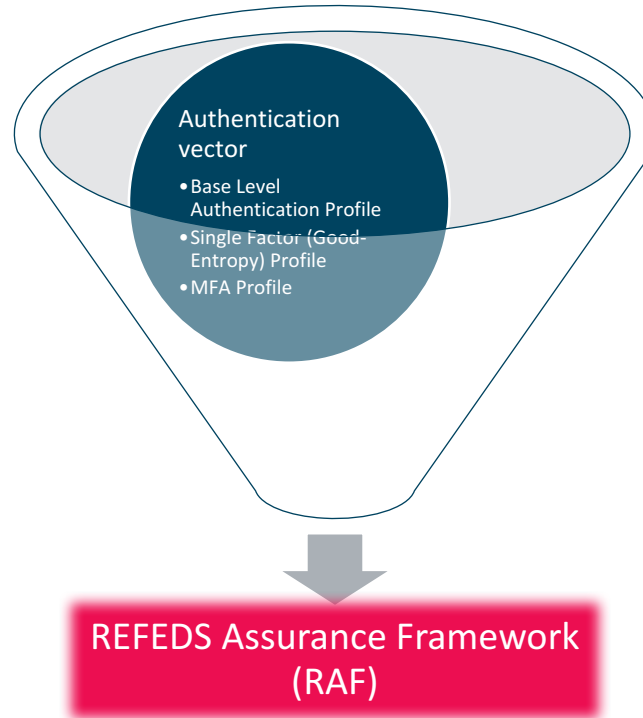 Authentication
vector
•Base Level
Authentication Profile
•Single Factor (Good-
Entropy) Profile
•MFA Profile
REFEDS Assurance Framework
(RAF)